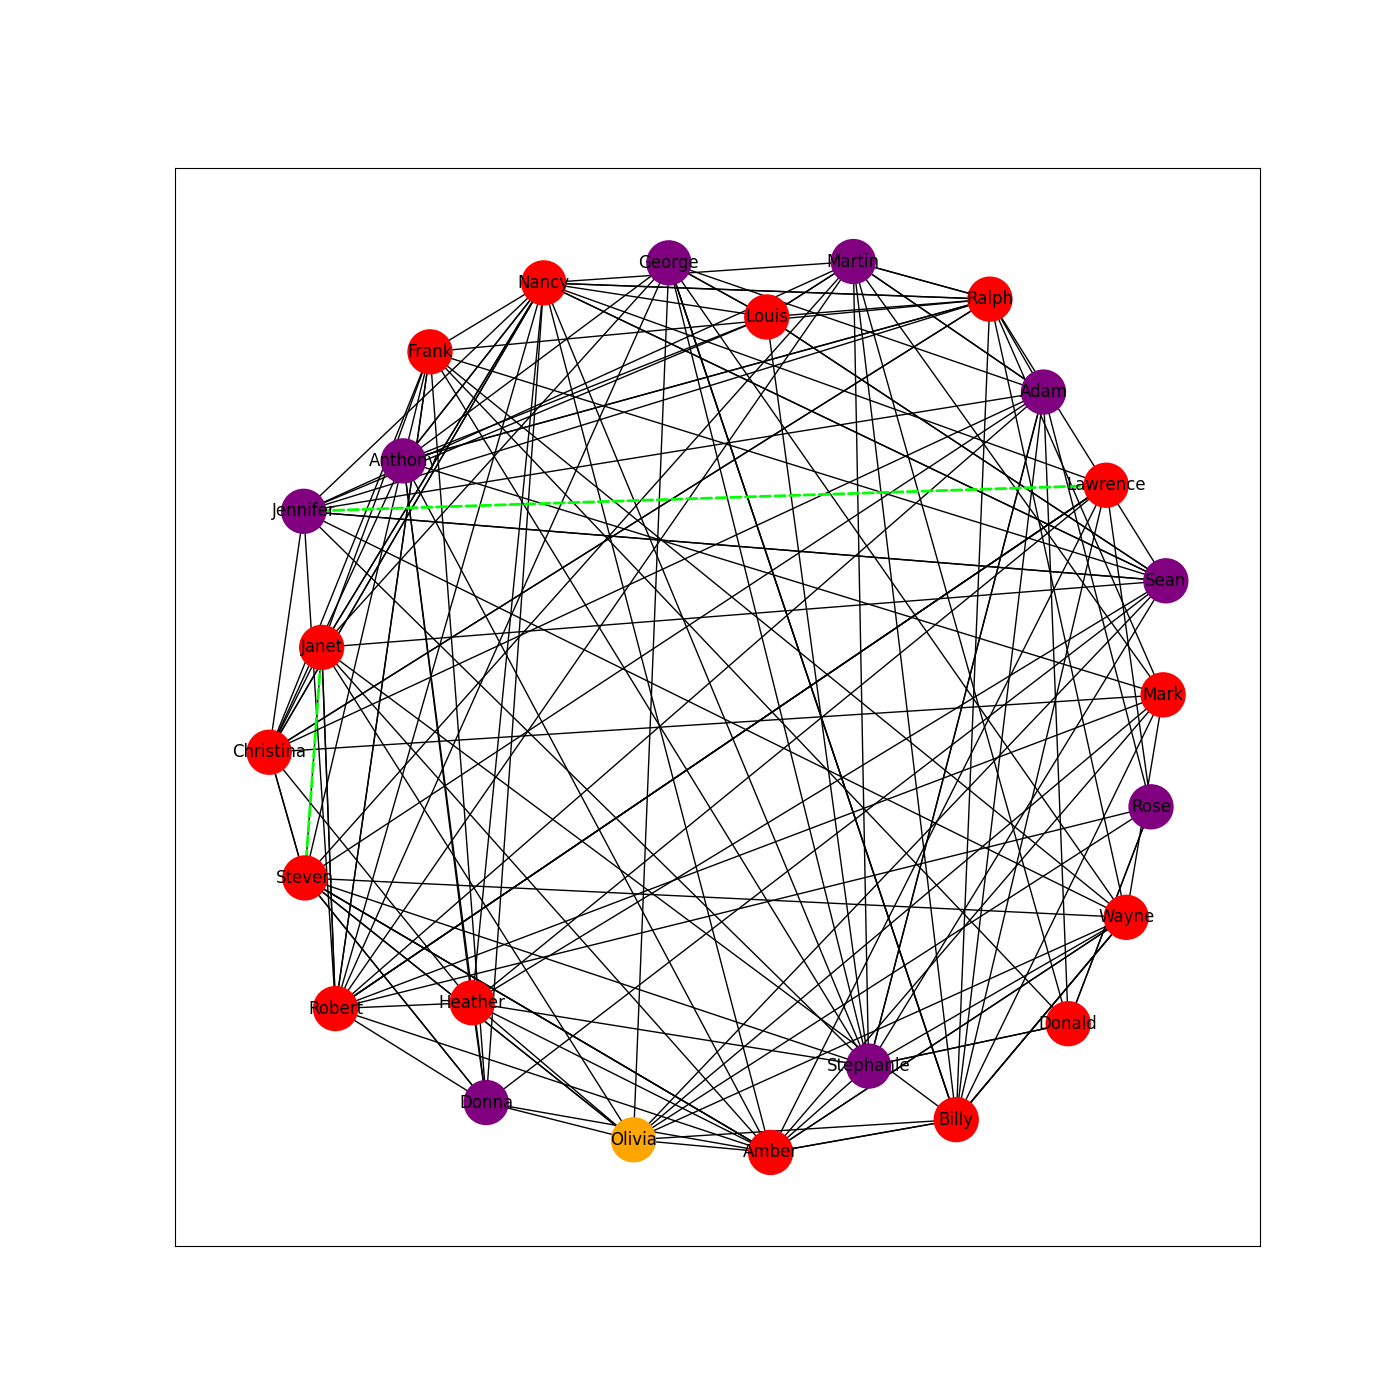 George
Martin
Nancy
Ralph
Louis
Frank
Adam
Anthony
Lawrence
Jennifer
Sean
Janet
Mark
Christina
Rose
Steven
Wayne
Heather
Robert
Donald
Stephanie
Donna
Billy
Olivia
Amber